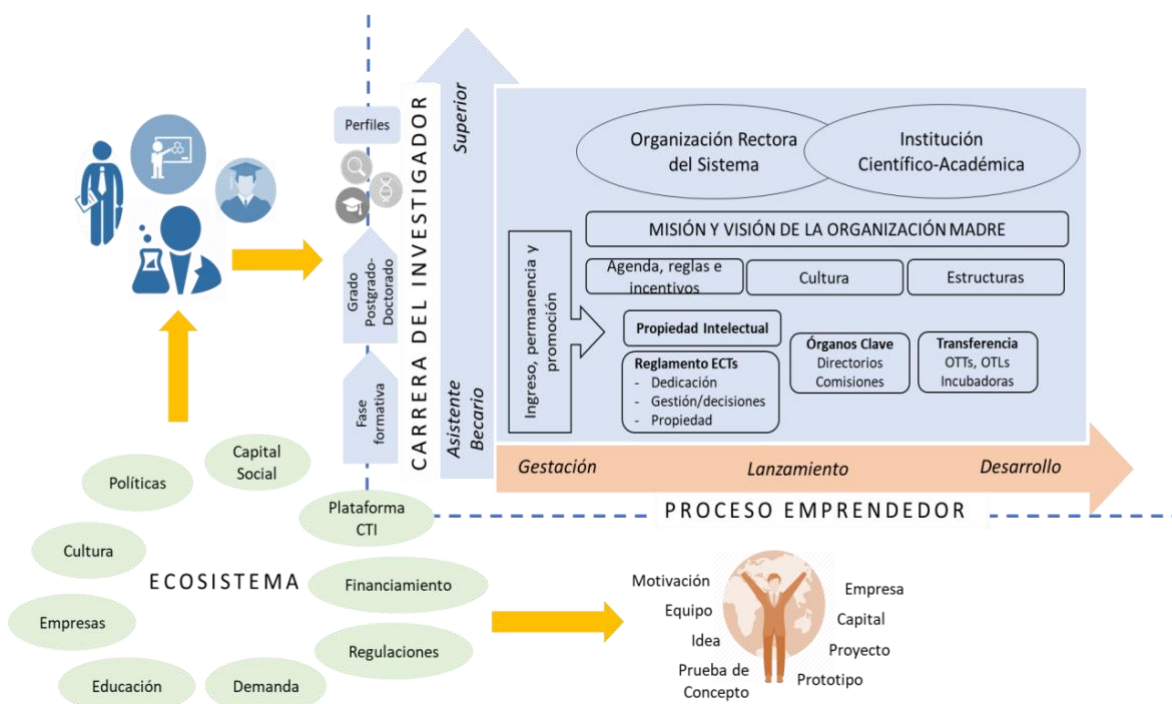 Perfiles
Grado
Postgrado-
Doctorado
Fase
formativa
CARRERA DEL INVESTIGADOR
Superior
Asistente
Becario
Organización Rectora
del Sistema
Institución
Científico-Académica
MISIÓN Y VISIÓN DE LA ORGANIZACIÓN MADRE
Agenda, reglas e
incentivos
Cultura
Estructuras
Ingreso, permanencia y
promoción
Propiedad Intelectual
Reglamento ECTs
- Dedicación
- Gestión/decisiones
- Propiedad
Órganos Clave
Directorios
Comisiones
Transferencia
OTTs, OTLs
Incubadoras
Gestación
Lanzamiento
Desarrollo
PROCESO EMPRENDEDOR
ECOSISTEMA
Capital
Social
Políticas
Cultura
Empresas
Educación
Demanda
Regulaciones
Financiamiento
Plataforma
CTI
Motivación
Equipo
Idea
Prueba de
Concepto
Empresa
Capital
Proyecto
Prototipo